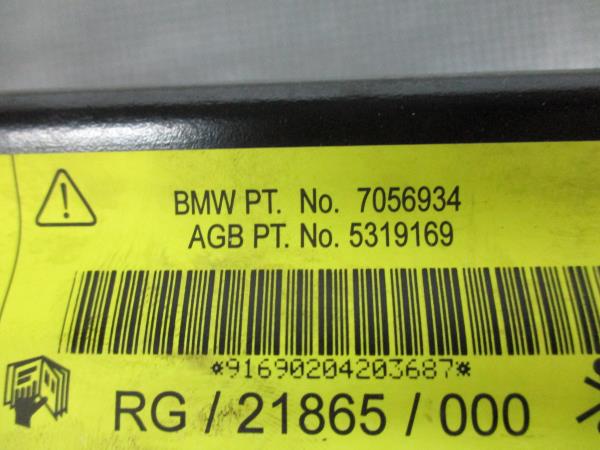 BMW PT. No. 7056934
AGB PT. No. 5319169
*91690204203687*
RG / 21865 / 000